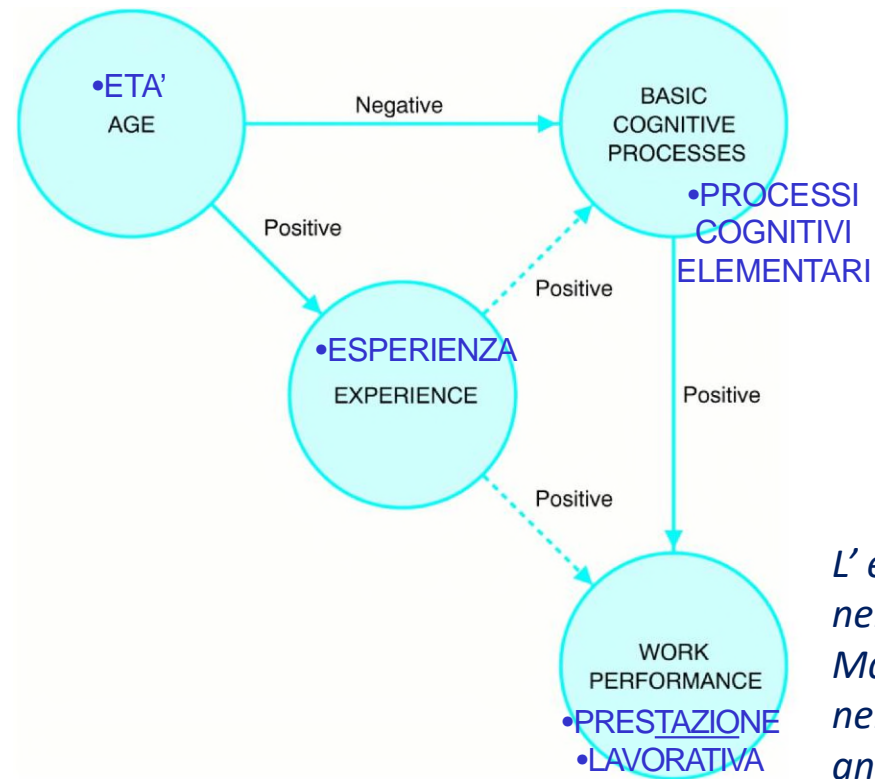 •ETA’
AGE
Negative
BASIC
COGNITIVE
PROCESSES
•PROCESSI
COGNITIVI
ELEMENTARI
Positive
Positive
•ESPERIENZA
EXPERIENCE
Positive
Positive
WORK
PERFORMANCE
•PRESTAZIONE
•LAVORATIVA
L’